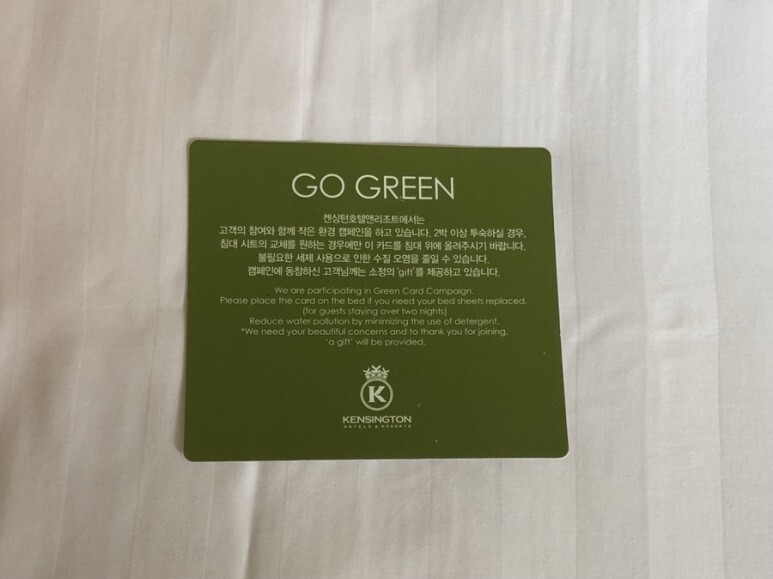 GO GREEN
켄싱턴호텔앤리조트에서는
고객의 참여와 함께 작은 환경 캠페인을 하고 있습니다. 2박 이상 투숙하실 경우,
침대 시트의 교체를 원하는 경우에만 이 카드를 침대 위에 올려주시기 바랍니다.
불필요한 세제 사용으로 인한 수질 오염을 줄일 수 있습니다.
캠페인에 동참하신 고객님께는 소정의 'gift'를 제공하고 있습니다.
We are participating in Green Card Campaign.
Please place the card on the bed if you need your bed sheets replaced.
(for guests staying over two nights)
Reduce water pollution by minimizing the use of detergent.
*We need your beautiful concerns and to thank you for joining,
'a gift' will be provided.
K
KENSINGTON
HOTELS & RESORTS